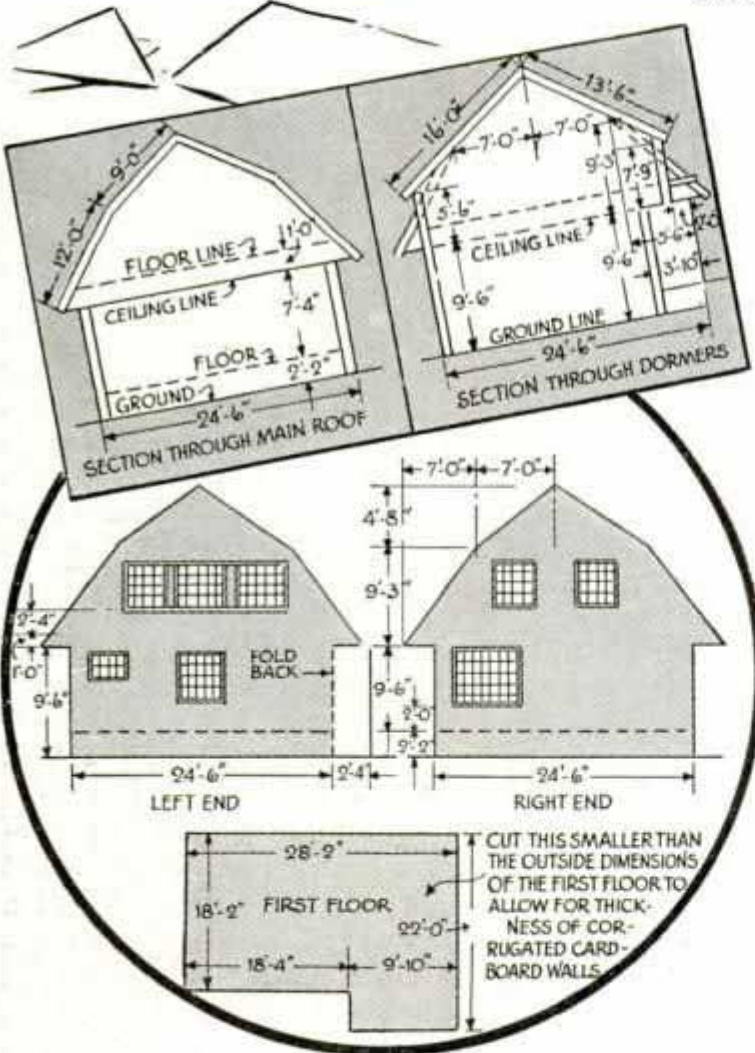 9'-0"
12'-0"
FLOOR LINE
1'-0"
CEILING LINE
7'-4"
FLOOR
2'-2"
GROUND
24'-6"
SECTION THROUGH MAIN ROOF
16'-0"
13'-6"
7'-0" 7'-0"
9'-3"
7'-9"
5'-6"
CEILING LINE
9'-6"
9'-6"
5'-6"
3'-10"
GROUND LINE
24'-6"
SECTION THROUGH DORMERS
2'-4"
1'-0"
9'-6"
FOLD
BACK
24'-6" 2'-4"
LEFT END
7'-0" 7'-0"
4'-8"
9'-3"
9'-6"
2'-0"
2'-2"
24'-6"
RIGHT END
28'-2"
18'-2"
FIRST FLOOR
22'-0"
18'-4" 9'-10"
CUT THIS SMALLER THAN
THE OUTSIDE DIMENSIONS
OF THE FIRST FLOOR TO
ALLOW FOR THICK-
NESS OF COR-
RUGATED CARD-
BOARD WALLS